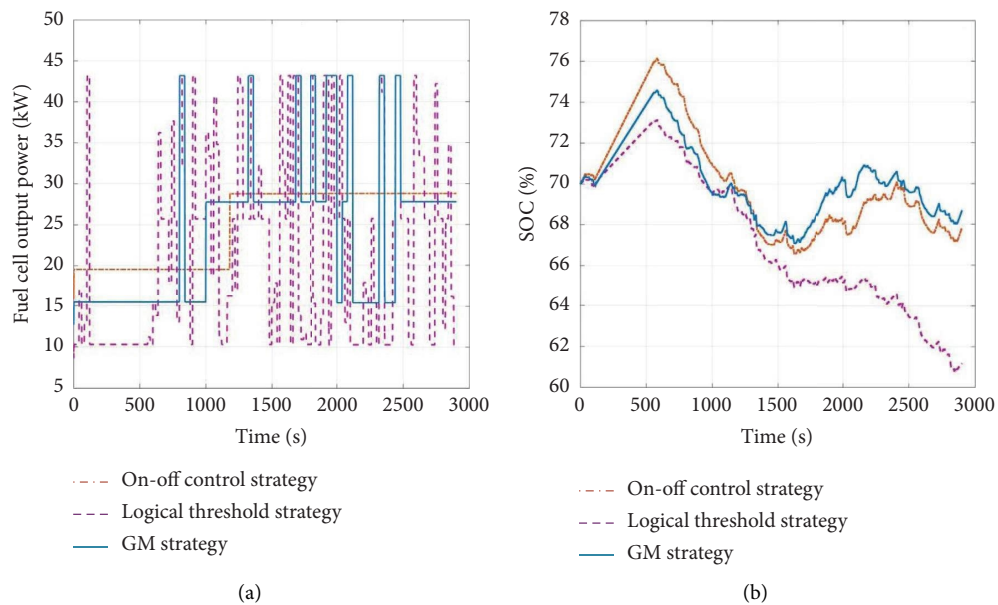 50
45
40
35
30
25
20
15
10
5
Fuel cell output power (kW)
0 500 1000 1500 2000 2500 3000
Time (s)
On-off control strategy
Logical threshold strategy
GM strategy
(a)
78
76
74
72
70
68
66
64
62
60
SOC (%)
0 500 1000 1500 2000 2500 3000
Time (s)
On-off control strategy
Logical threshold strategy
GM strategy
(b)